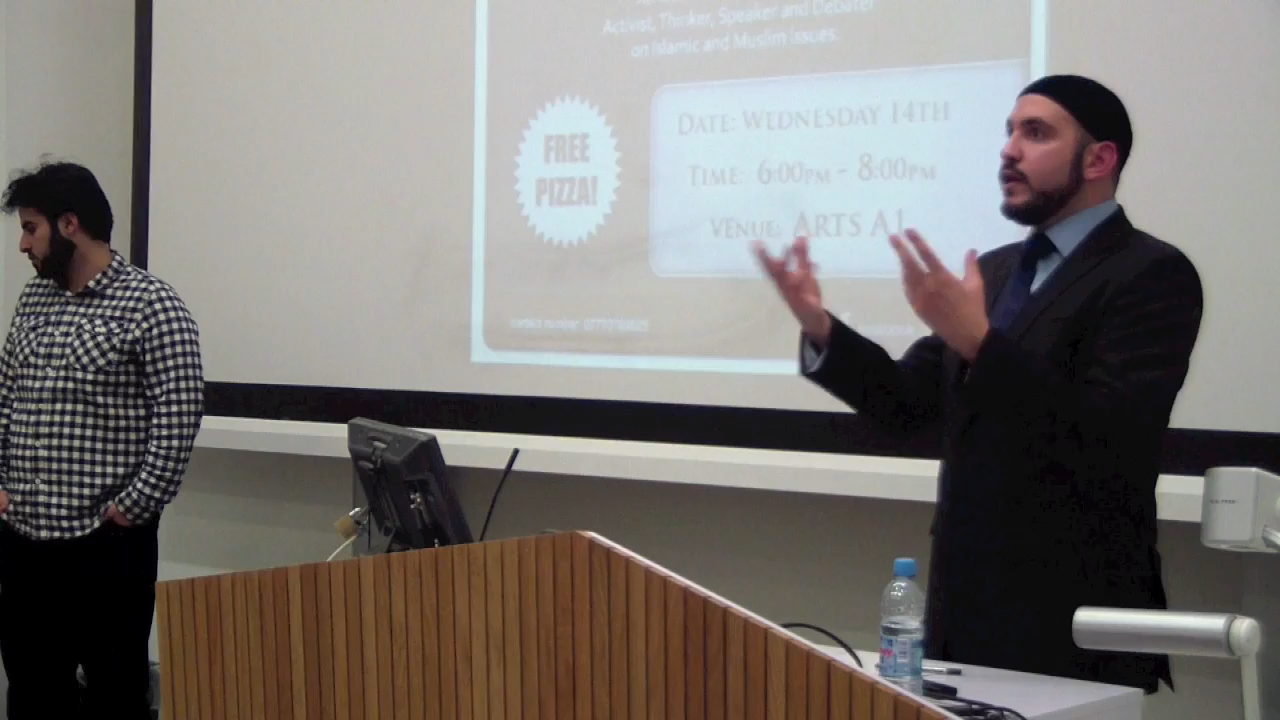 Activist, Thinker, Speaker and Debater
on Islamic and Muslim issues.
FREE
PIZZA!
DATE: WEDNESDAY 14TH
TIME: 6:00PM - 8:00PM
VENUE: ARTS A1